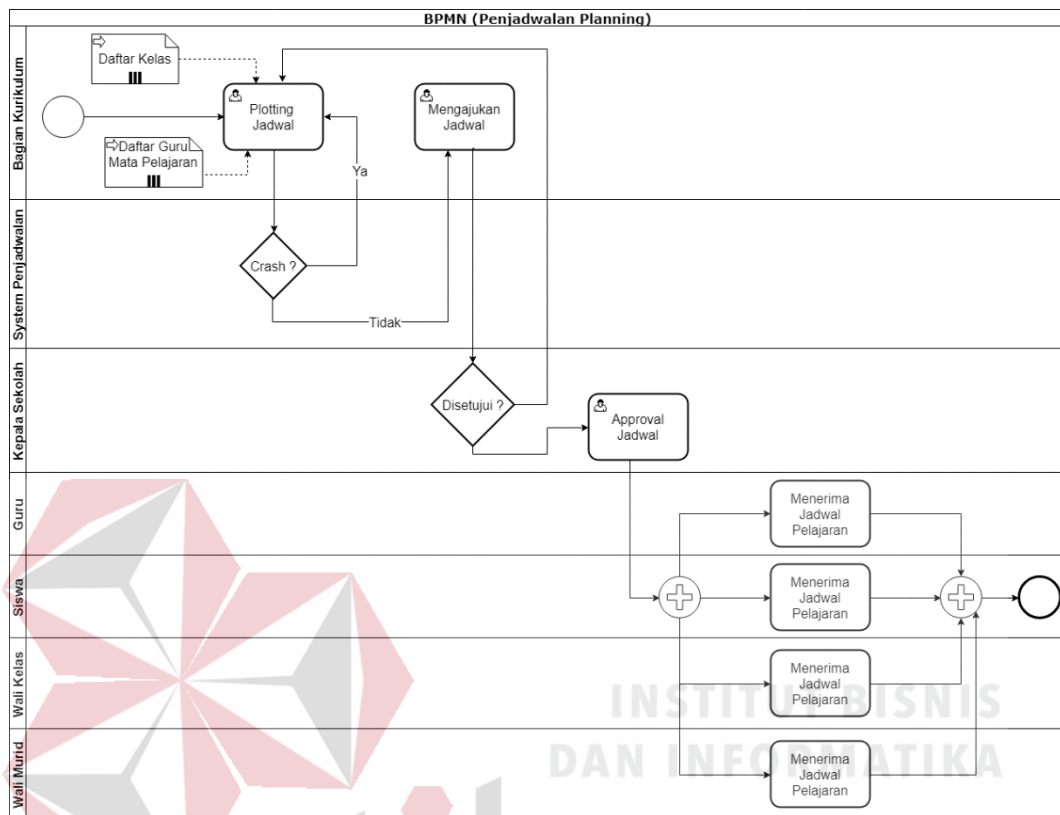 BPMN (Penjadwalan Planning)
Bagian Kurikulum
Daftar Kelas
Plotting
Jadwal
Mengajukan
Jadwal
Daftar Guru
Mata Pelajaran
Ya
System Penjadwalan
Crash ?
Tidak
Kepala Sekolah
Disetujui ?
Approval
Jadwal
Guru
Menerima
Jadwal
Pelajaran
Siswa
Menerima
Jadwal
Pelajaran
Wali Kelas
Menerima
Jadwal
Pelajaran
INSTITUT BISNIS
DAN INFORMATIKA
Wali Murid
Menerima
Jadwal
Pelajaran